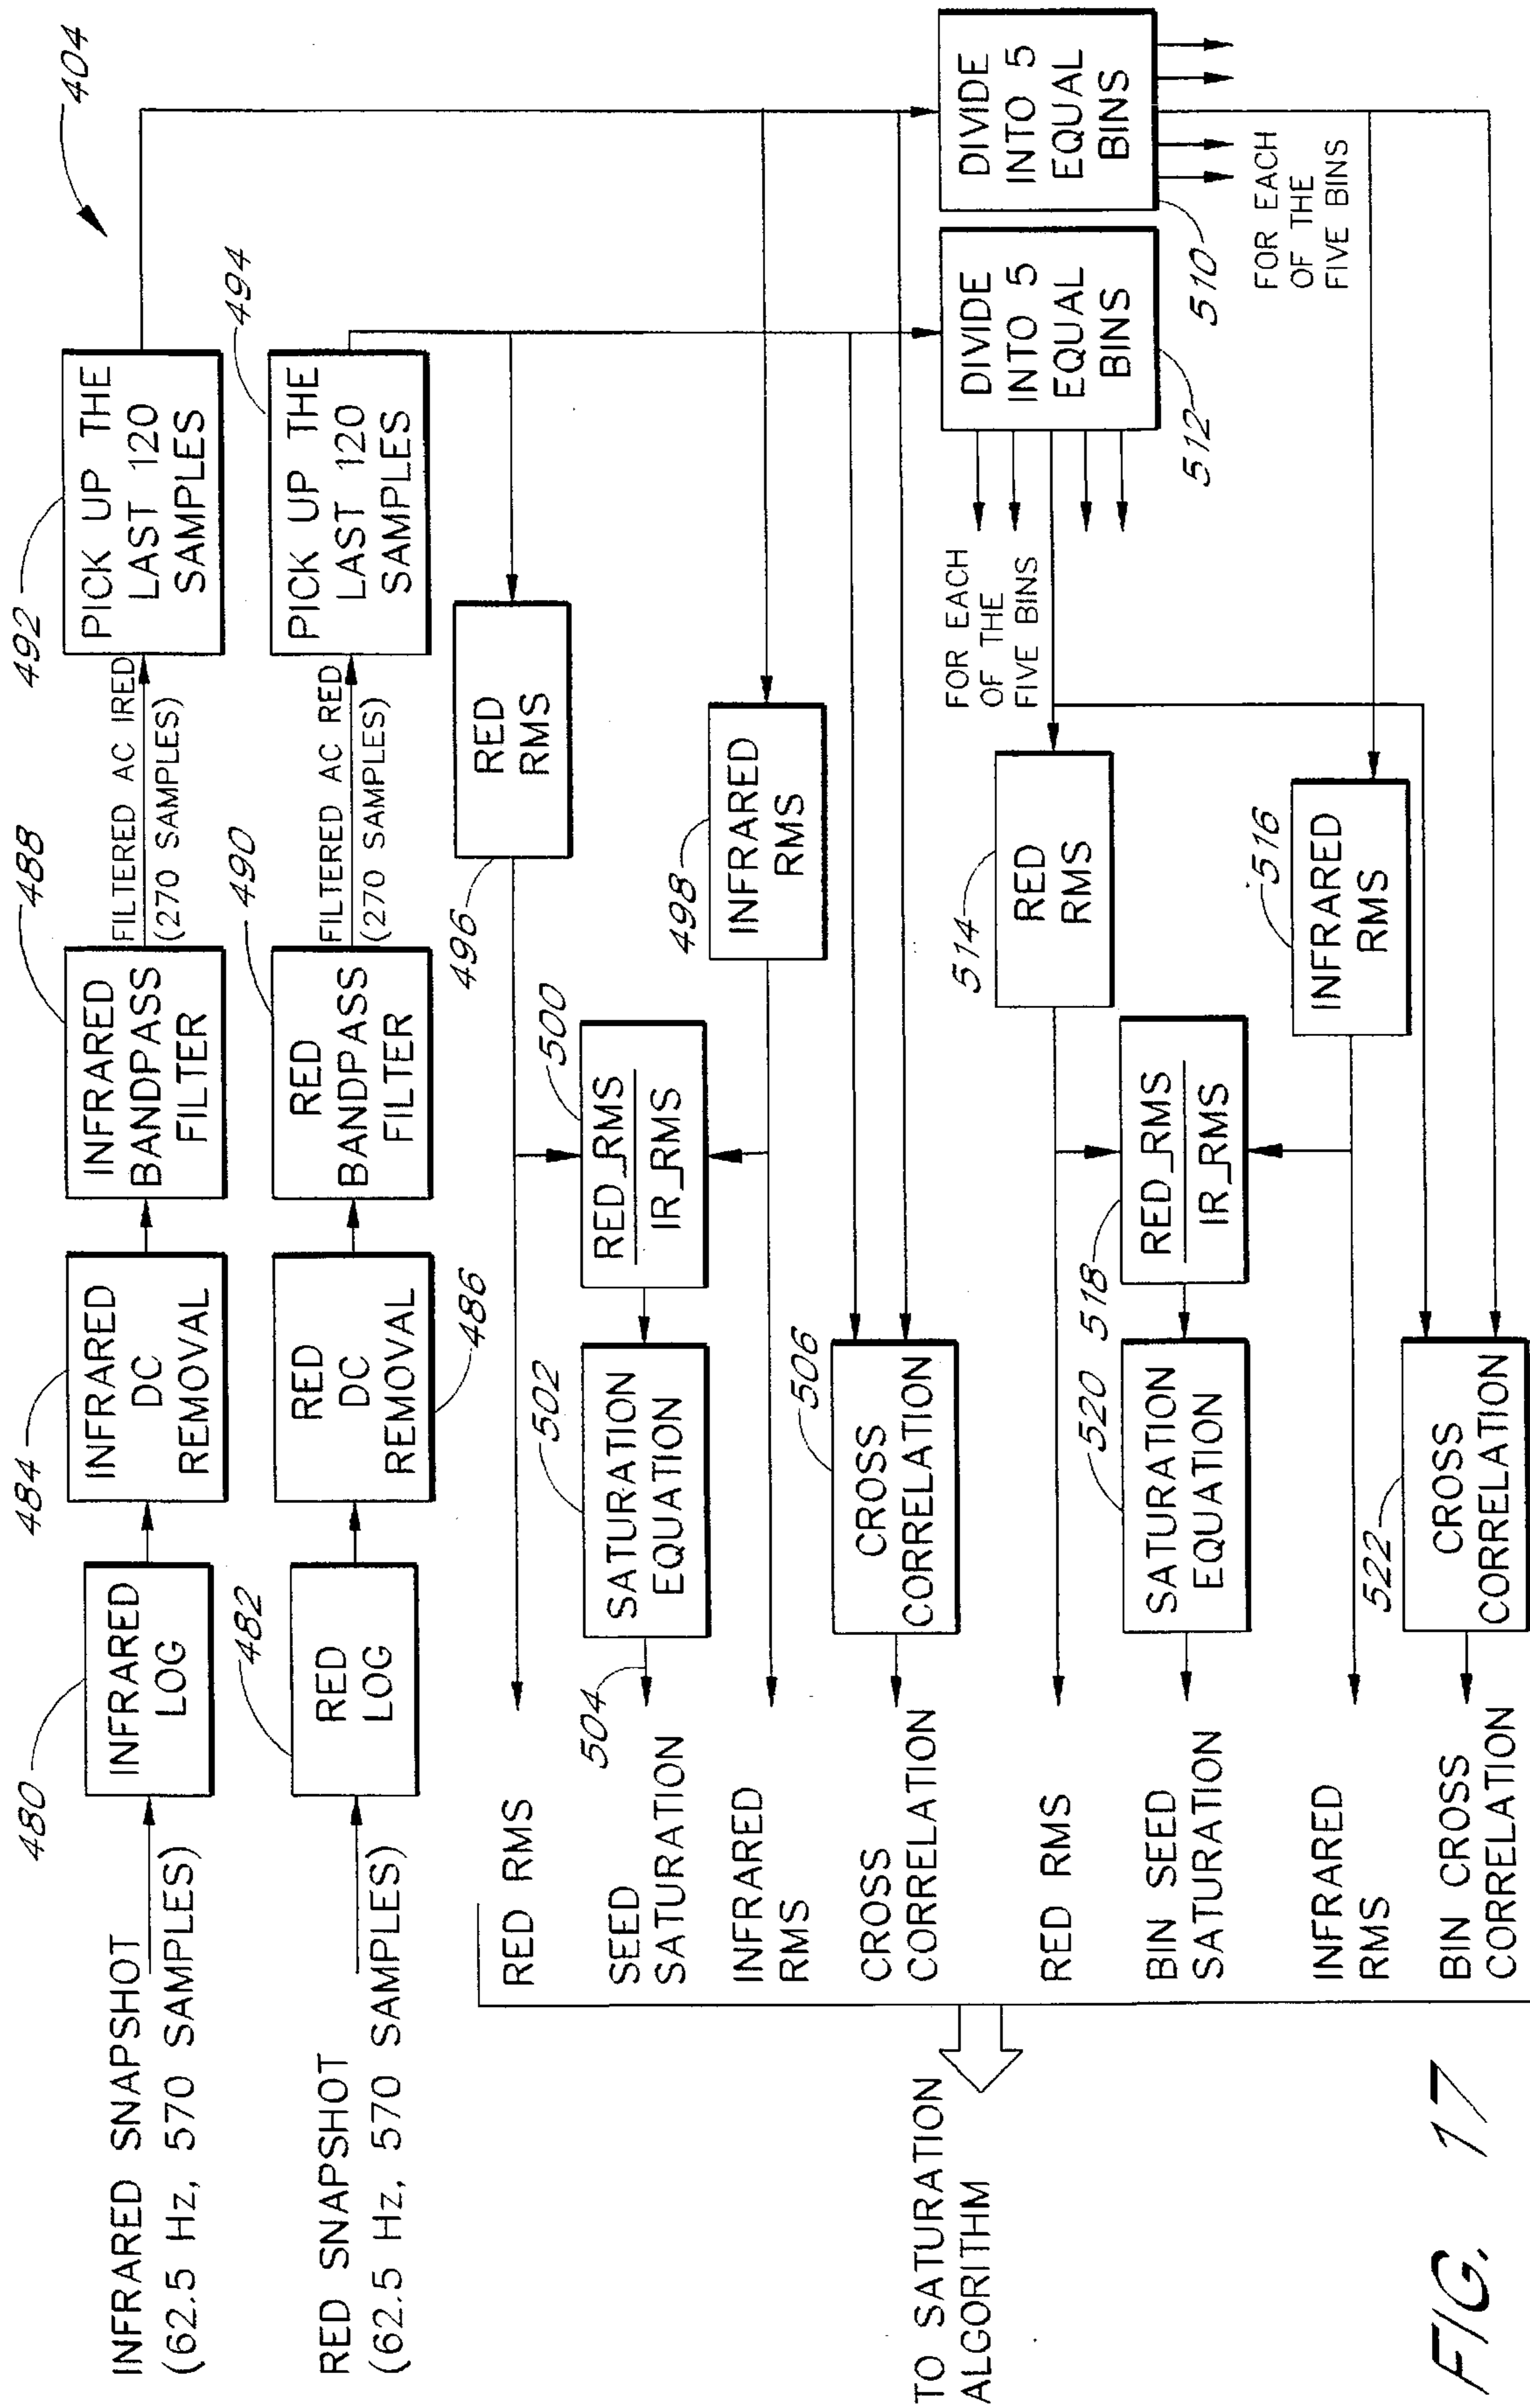 404
INFRARED SNAPSHOT
(62.5 Hz, 570 SAMPLES)
480
INFRARED
LOG
484
INFRARED
DC
REMOVAL
488
INFRARED
BANDPASS
FILTER
FILTERED AC IRED
(270 SAMPLES)
492
PICK UP THE
LAST 120
SAMPLES
RED SNAPSHOT
(62.5 Hz, 570 SAMPLES)
482
RED
LOG
486
RED
DC
REMOVAL
490
RED
BANDPASS
FILTER
FILTERED AC RED
(270 SAMPLES)
494
PICK UP THE
LAST 120
SAMPLES
RED RMS
496
RED
RMS
SEED
SATURATION
504
502
SATURATION
EQUATION
500
RED_RMS
IR_RMS
INFRARED
RMS
498
INFRARED
RMS
CROSS
CORRELATION
506
CROSS
CORRELATION
TO SATURATION
ALGORITHM
FOR EACH
OF THE
FIVE BINS
DIVIDE
INTO 5
EQUAL
BINS
512
DIVIDE
INTO 5
EQUAL
BINS
510
FOR EACH
OF THE
FIVE BINS
RED RMS
514
RED
RMS
BIN SEED
SATURATION
520
SATURATION
EQUATION
518
RED_RMS
IR_RMS
INFRARED
RMS
516
INFRARED
RMS
BIN CROSS
CORRELATION
522
CROSS
CORRELATION
FIG. 17